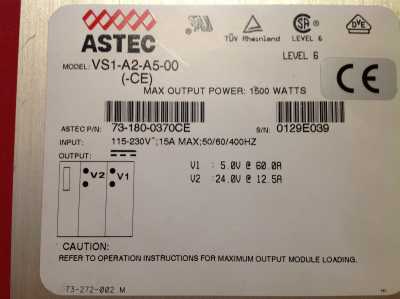 ASTEC
TÜV Rheinland
LEVEL 6
DVE
LEVEL 6
MODEL: VS1-A2-A5-00
(-CE)
CE
MAX OUTPUT POWER: 1500 WATTS
ASTEC P/N: 73-180-0370CE
S/N: 0129E039
INPUT: 115-230V~;15A MAX;50/60/400HZ
OUTPUT:
V2 V1
V1 : 5.0V @ 60.0A
V2 :24.0V @ 12.5A
CAUTION:
REFER TO OPERATION INSTRUCTIONS FOR MAXIMUM OUTPUT MODULE LOADING.
73-272-002 M